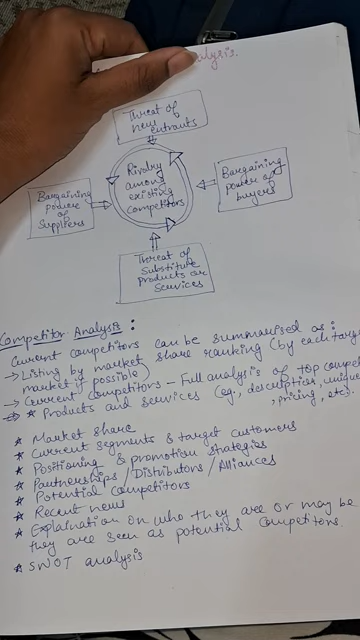 alysis.
Threat of
new
entrants
Rivalry
among
existing
competitors
Bargaining
power of
buyers
Bargaining
power
of
Suppliers
Threat of
Substitute
products or
services
Competitor Analysis :
Current competitors can be summarised as :
→ Listing by market share ranking (by each target
market if possible)
→ Current competitors - Full analysis of top compet
* Products and services (eg., description, unique
, pricing, etc).
* Market share
* Current segments & target customers
* Positioning & promotion strategies
* Partnerships / Distributors / Alliances
* Potential competitors
* Recent news
* Explaination on who they are or may be
they are seen as potential competitors
* SWOT analysis